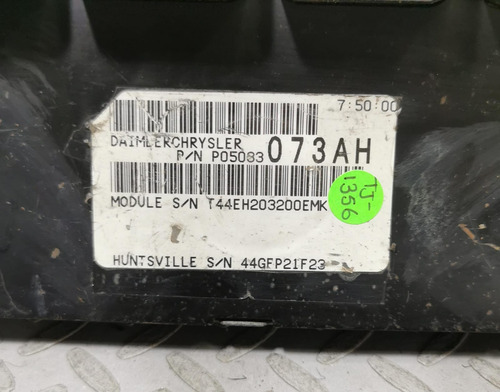 7:50:00
DAIMLERCHRYSLER
P/N P05083 073AH
MODULE S/N T44EH203200EMK
TJ-
1356
HUNTSVILLE S/N 44GFP21F23